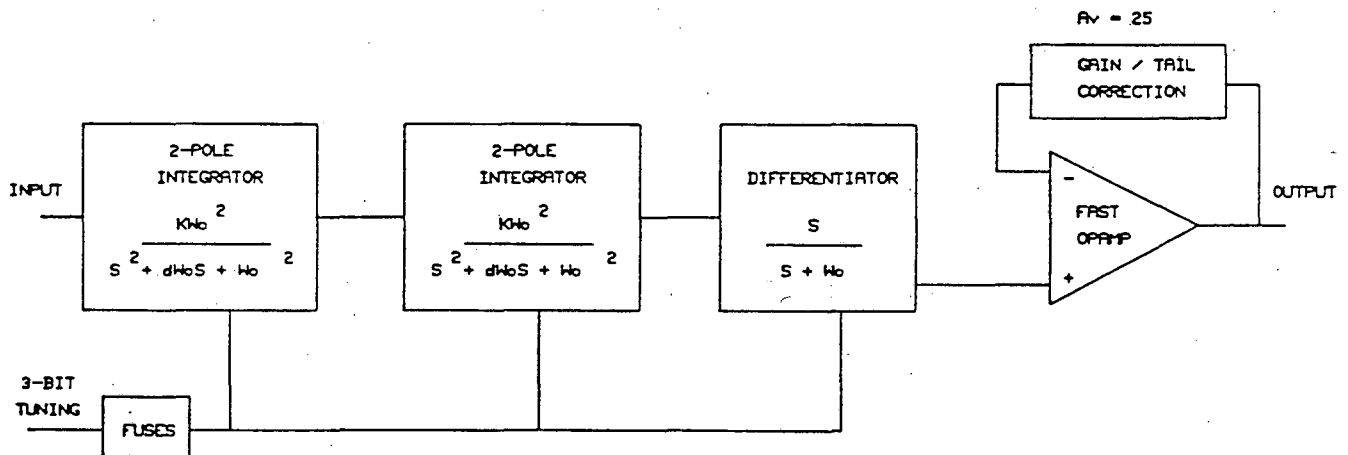 Av = 25
GAIN / TAIL
CORRECTION
INPUT
2-POLE
INTEGRATOR
KWo 2
S 2 + dWoS + Wo 2
2-POLE
INTEGRATOR
KWo 2
S 2 + dWoS + Wo 2
DIFFERENTIATOR
S
S + Wo
-
FAST
OPAMP
+
OUTPUT
3-BIT
TUNING
FUSES